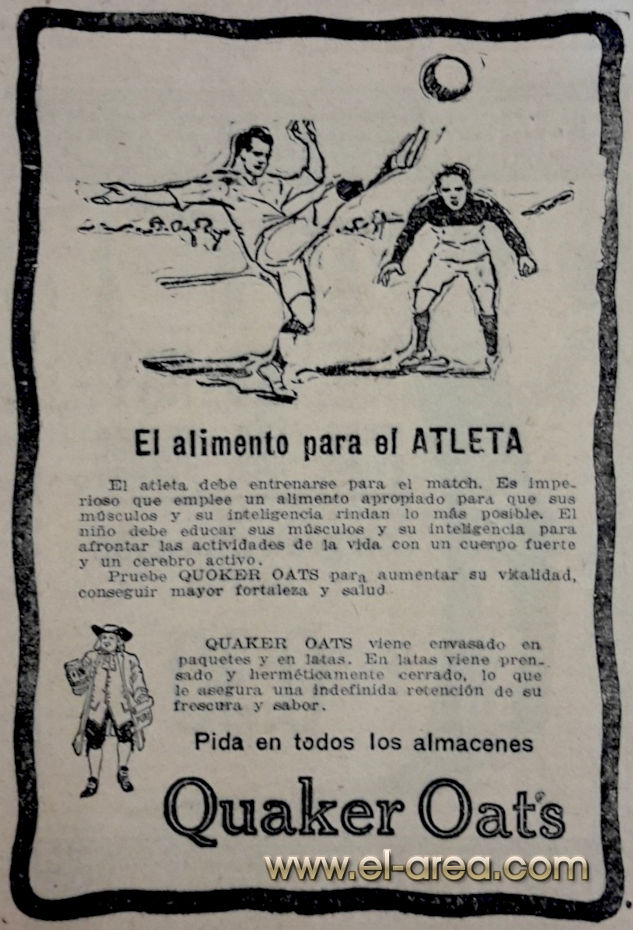 El alimento para el ATLETA
El atleta debe entrenarse para el match. Es impe-
rioso que emplee un alimento apropiado para que sus
músculos y su inteligencia rindan lo más posible. El
niño debe educar sus músculos y su inteligencia para
afrontar las actividades de la vida con un cuerpo fuerte
y un cerebro activo.
Pruebe QUOKER OATS para aumentar su vitalidad,
conseguir mayor fortaleza y salud
QUAKER OATS viene envasado en
paquetes y en latas. En latas viene pren-
sado y herméticamente cerrado, lo que
le asegura una indefinida retención de su
frescura y sabor.
Pida en todos los almacenes
Quaker Oat's
www.el-area.com